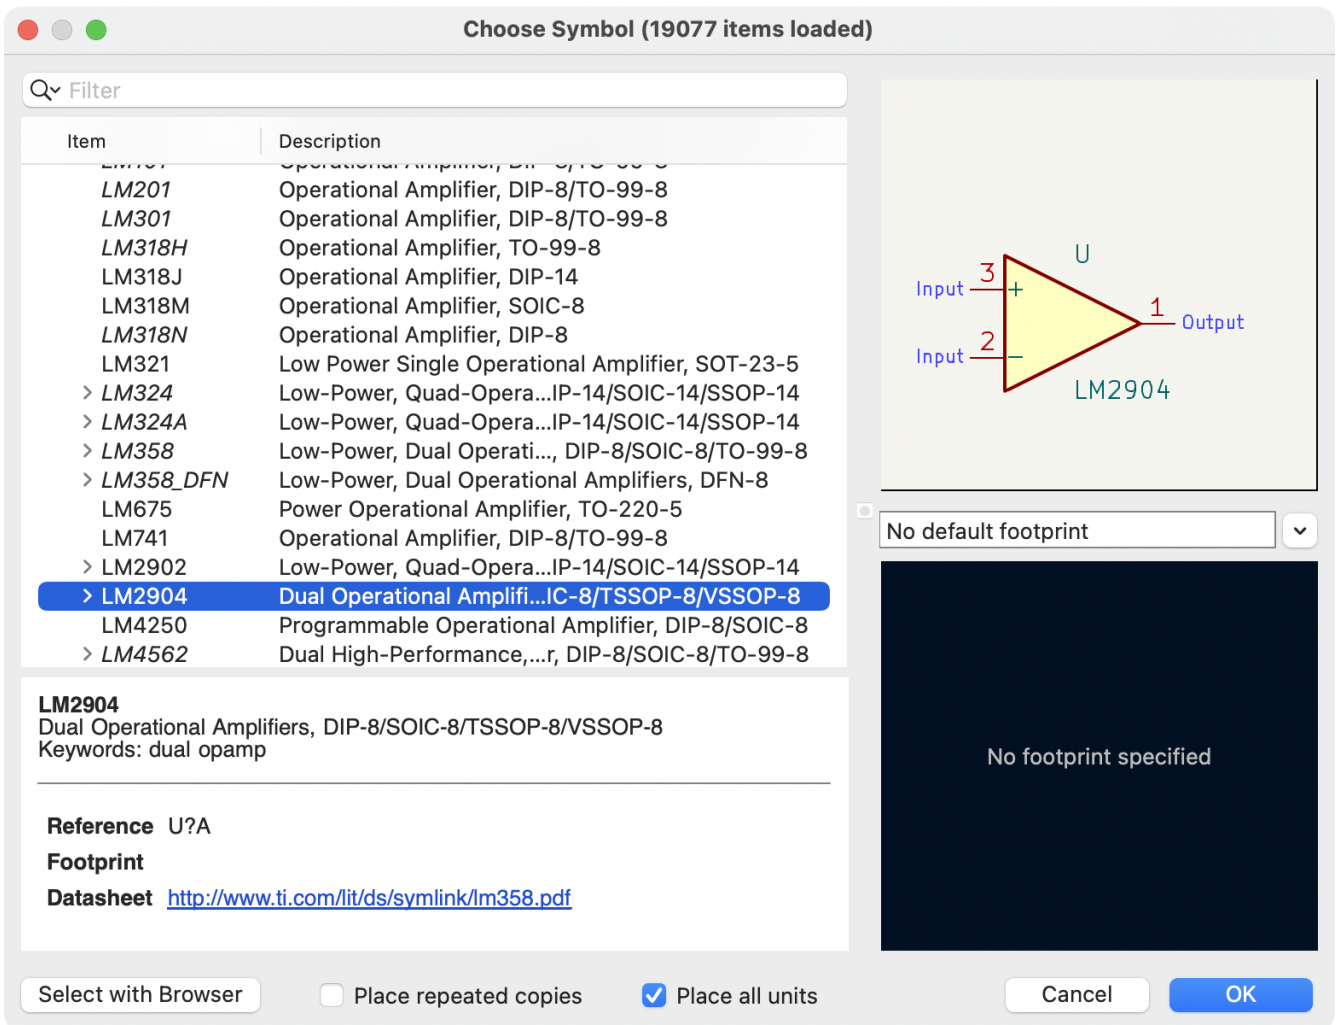 Choose Symbol (19077 items loaded)
Filter
Item Description
LM201 Operational Amplifier, DIP-8/TO-99-8
LM301 Operational Amplifier, DIP-8/TO-99-8
LM318H Operational Amplifier, TO-99-8
LM318J Operational Amplifier, DIP-14
LM318M Operational Amplifier, SOIC-8
LM318N Operational Amplifier, DIP-8
LM321 Low Power Single Operational Amplifier, SOT-23-5
LM324 Low-Power, Quad-Opera...IP-14/SOIC-14/SSOP-14
LM324A Low-Power, Quad-Opera...IP-14/SOIC-14/SSOP-14
LM358 Low-Power, Dual Operati..., DIP-8/SOIC-8/TO-99-8
LM358_DFN Low-Power, Dual Operational Amplifiers, DFN-8
LM675 Power Operational Amplifier, TO-220-5
LM741 Operational Amplifier, DIP-8/TO-99-8
LM2902 Low-Power, Quad-Opera...IP-14/SOIC-14/SSOP-14
LM2904 Dual Operational Amplifi...IC-8/TSSOP-8/VSSOP-8
LM4250 Programmable Operational Amplifier, DIP-8/SOIC-8
LM4562 Dual High-Performance,...r, DIP-8/SOIC-8/TO-99-8
LM2904
Dual Operational Amplifiers, DIP-8/SOIC-8/TSSOP-8/VSSOP-8
Keywords: dual opamp
Reference U?A
Footprint
Datasheet http://www.ti.com/lit/ds/symlink/lm358.pdf
U
Input 3 +
1 Output
Input 2 −
LM2904
No default footprint
No footprint specified
Select with Browser Place repeated copies Place all units Cancel OK